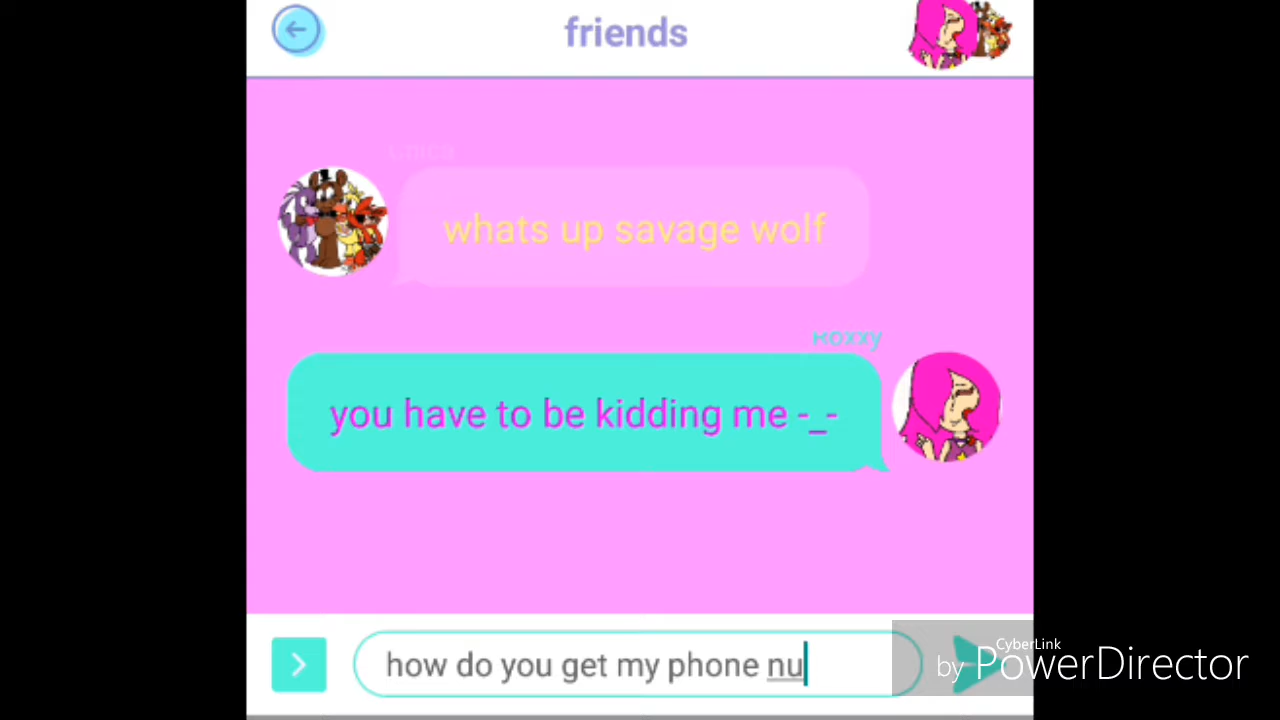 friends
whats up savage wolf
Roxxy
you have to be kidding me -_-
how do you get my phone nu
CyberLink
by PowerDirector